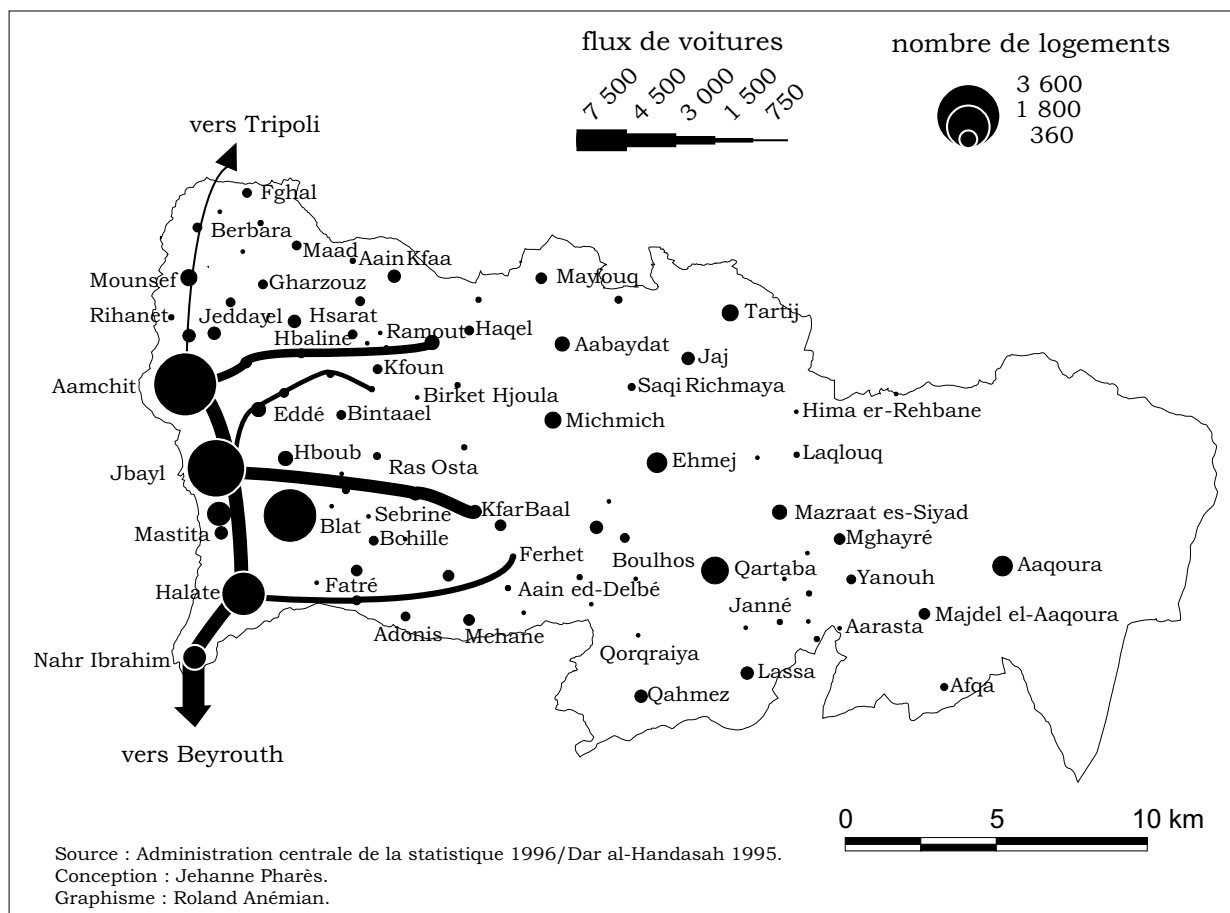 flux de voitures
7 500
4 500
3 000
1 500
750
nombre de logements
3 600
1 800
360
vers Tripoli
Fghal
Berbara
Maad
Aain Kfaa
Mounsef
Gharzouz
Mayfouq
Rihanet
Jeddayel
Hsarat
Tartij
Hbaline
Ramout
Haqel
Aabaydat
Jaj
Aamchit
Kfoun
Saqi Richmaya
Birket Hjoula
Eddé
Bintaael
Hima er-Rehbane
Michmich
Jbayl
Hboub
Ras Osta
Ehmej
Laqlouq
Mastita
Blat
Sebrine
Kfar Baal
Mazraat es-Siyad
Bchille
Mghayré
Ferhet
Boulhos
Qartaba
Aaqoura
Halate
Fatré
Aain ed-Delbé
Yanouh
Janné
Majdel el-Aaqoura
Adonis
Mehane
Aarasta
Nahr Ibrahim
Qorqraiya
Lassa
Qahmez
Afqa
vers Beyrouth
0 5 10 km
Source : Administration centrale de la statistique 1996/Dar al-Handasah 1995.
Conception : Jehanne Pharès.
Graphisme : Roland Anémian.